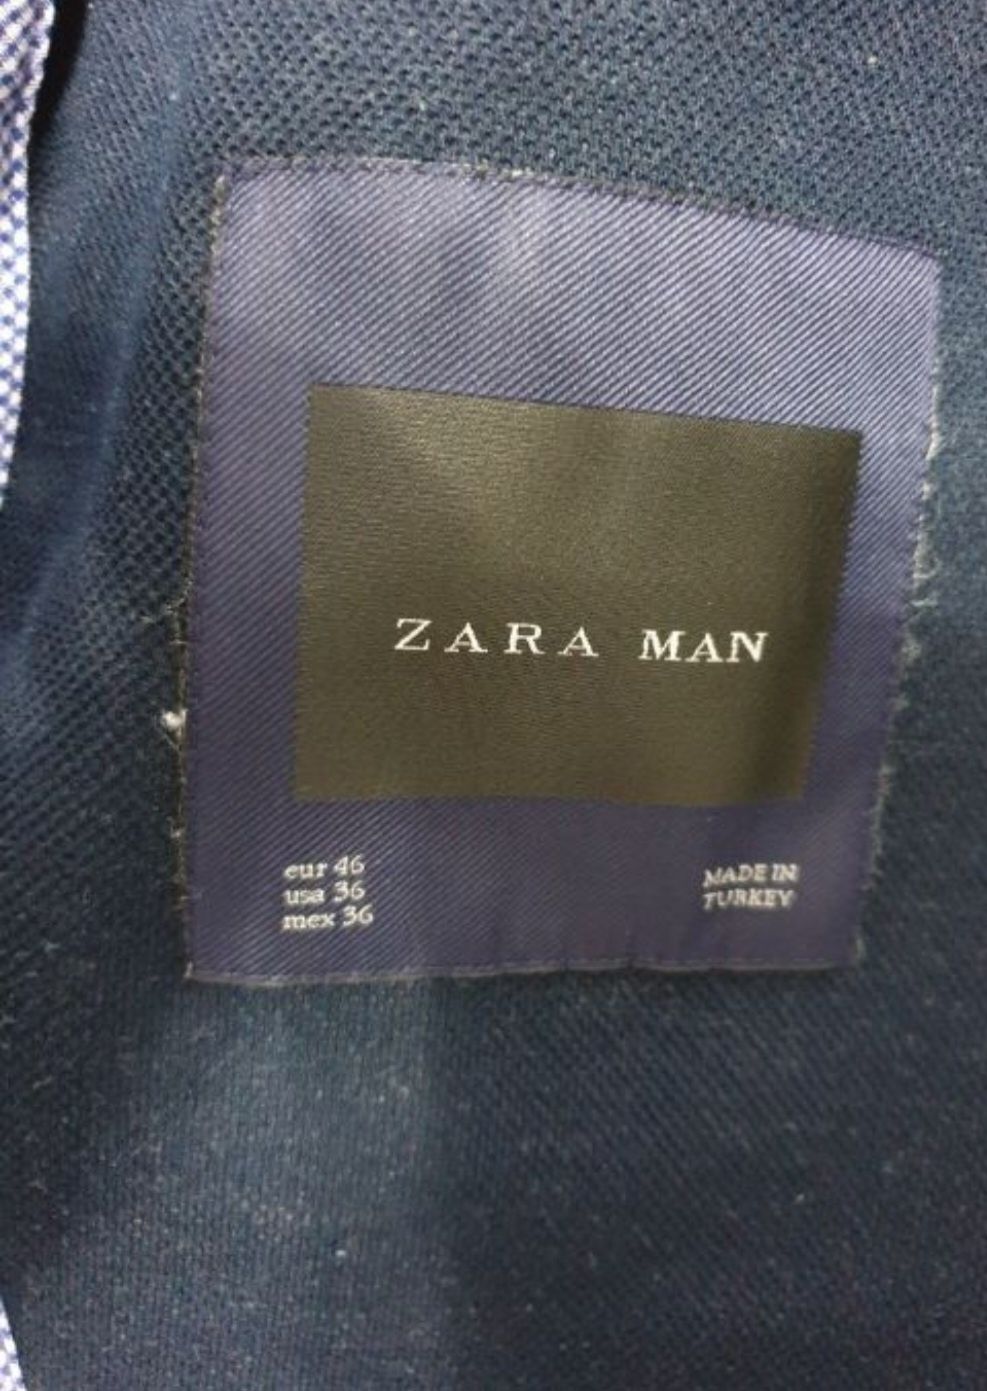 ZARA MAN
eur 46
usa 36
mex 36
MADE IN
TURKEY